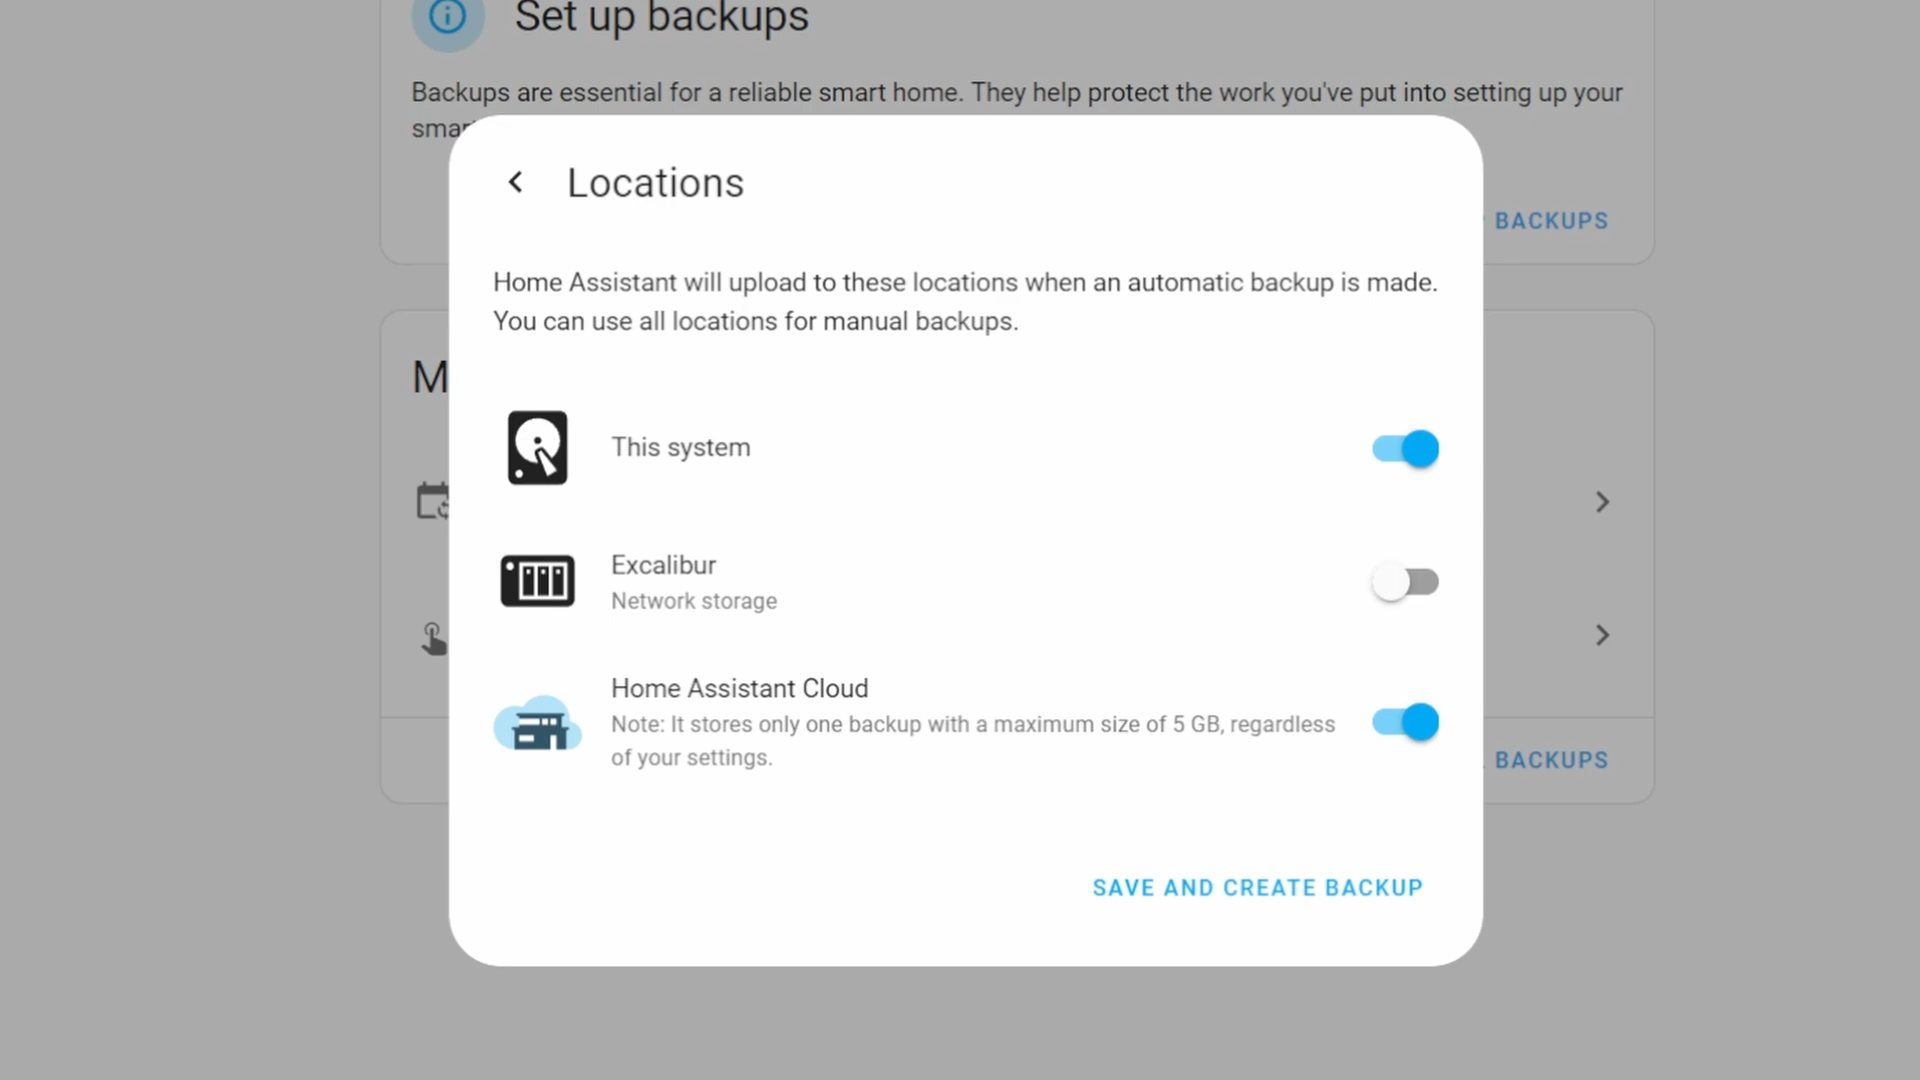 Set up backups
Backups are essential for a reliable smart home. They help protect the work you've put into setting up your
smar
Locations
BACKUPS
Home Assistant will upload to these locations when an automatic backup is made.
You can use all locations for manual backups.
M
This system
Excalibur
Network storage
Home Assistant Cloud
Note: It stores only one backup with a maximum size of 5 GB, regardless
of your settings.
BACKUPS
SAVE AND CREATE BACKUP